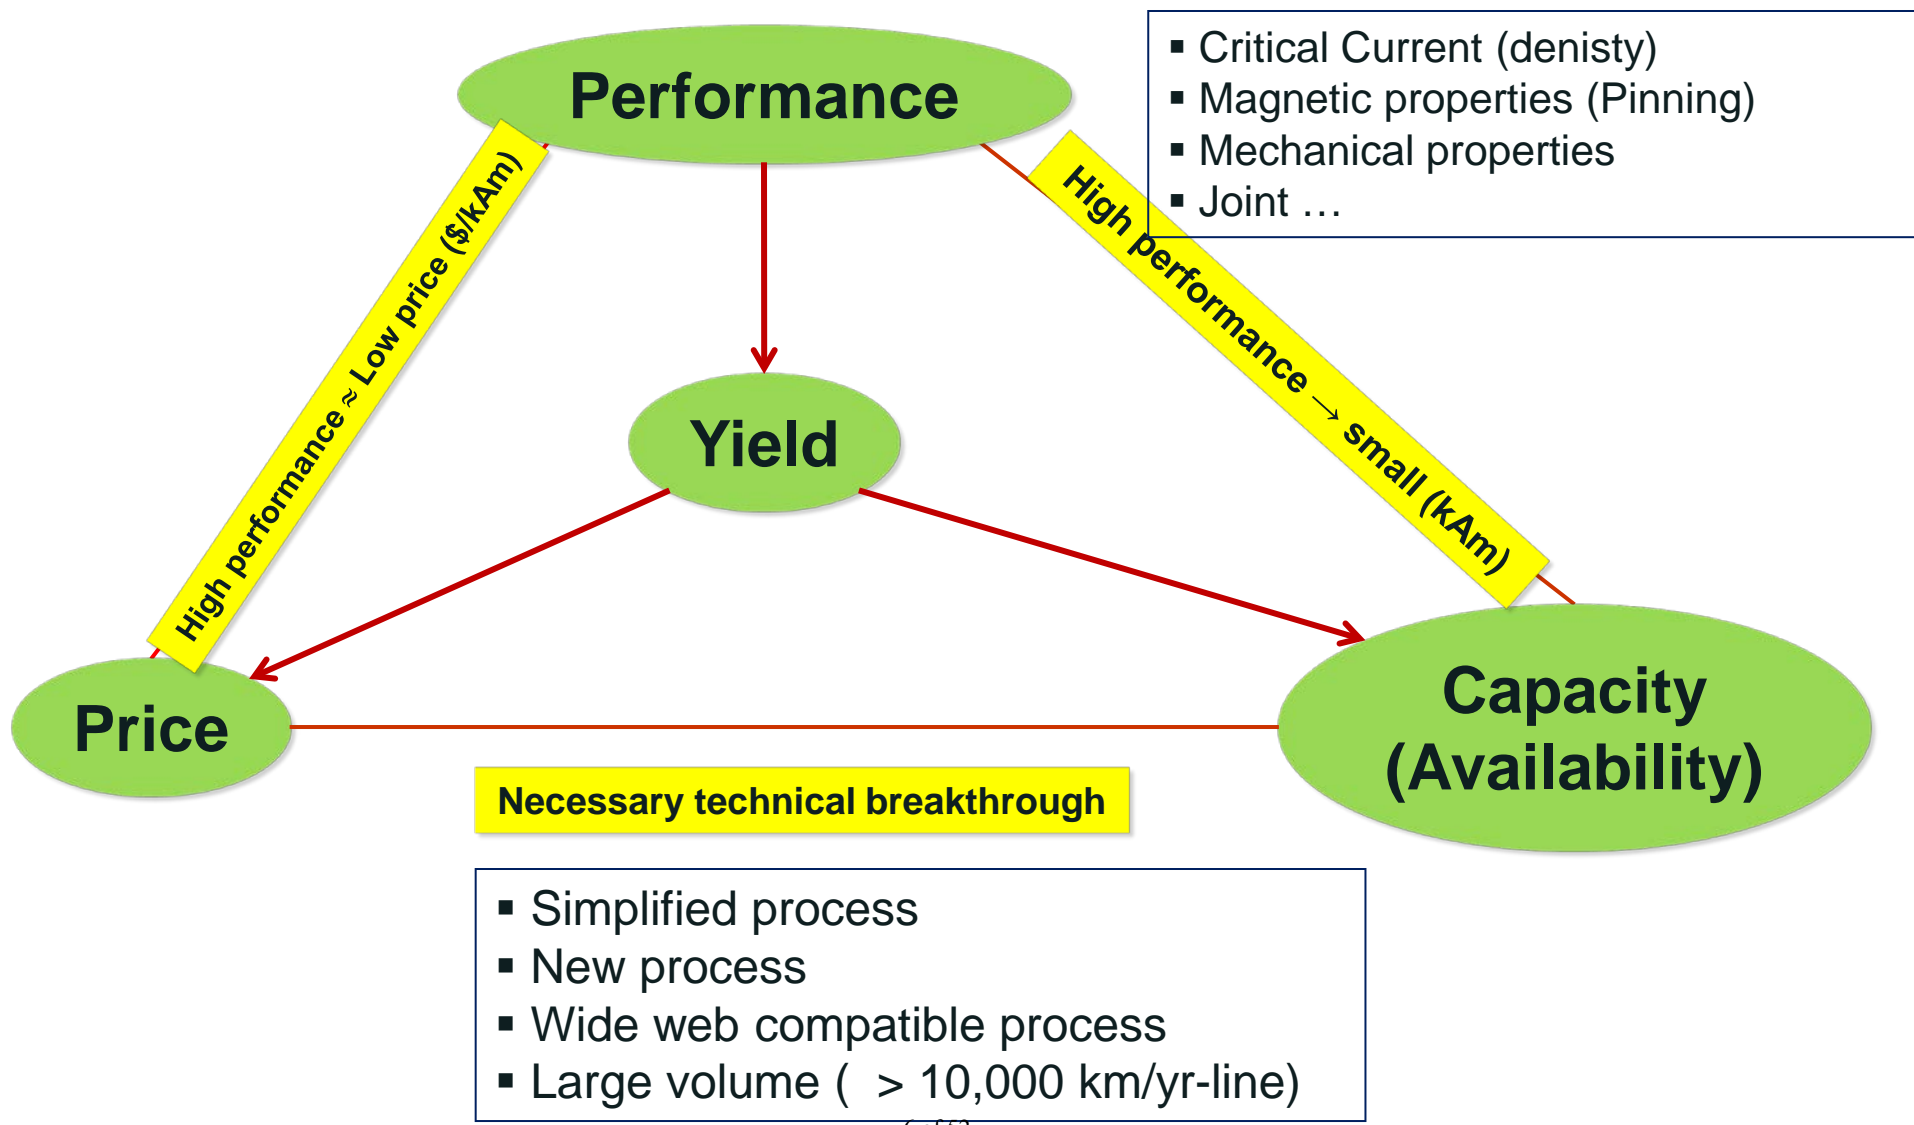 Performance
▪ Critical Current (denisty)
▪ Magnetic properties (Pinning)
▪ Mechanical properties
▪ Joint …
High performance ≈ Low price ($/kAm)
High performance → small (kAm)
Yield
Price
Capacity
(Availability)
Necessary technical breakthrough
▪ Simplified process
▪ New process
▪ Wide web compatible process
▪ Large volume ( > 10,000 km/yr-line)